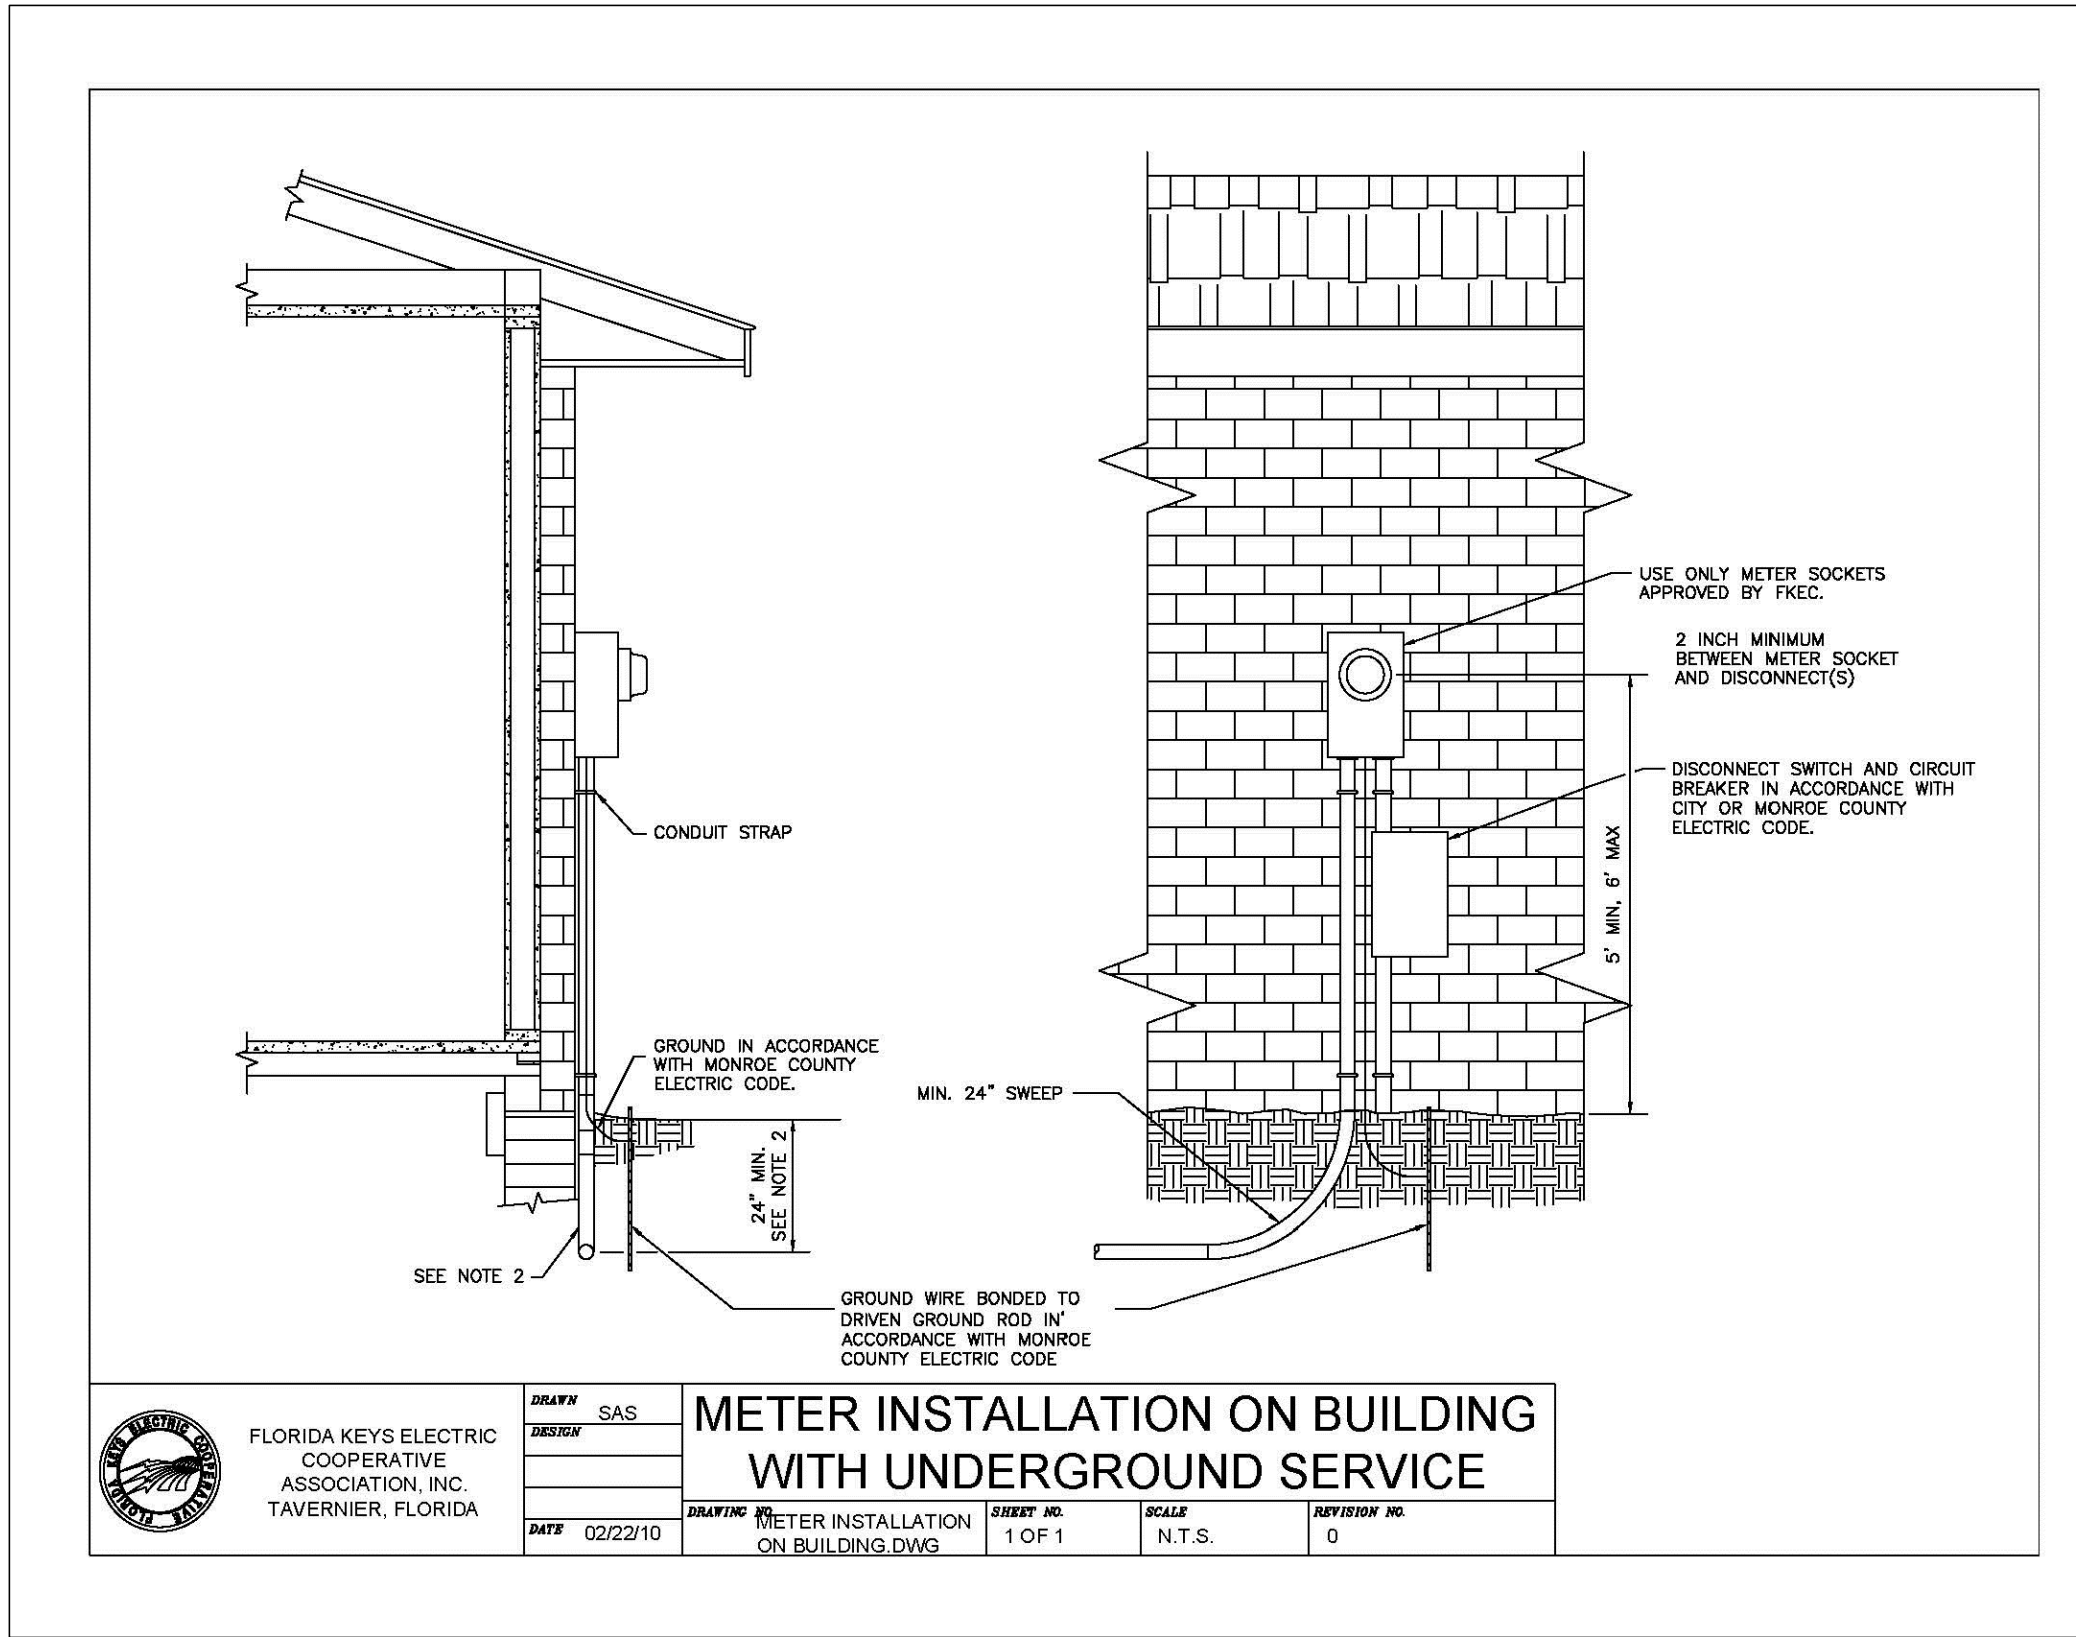 USE ONLY METER SOCKETS
APPROVED BY FKEC.
2 INCH MINIMUM
BETWEEN METER SOCKET
AND DISCONNECT(S)
DISCONNECT SWITCH AND CIRCUIT
BREAKER IN ACCORDANCE WITH
CITY OR MONROE COUNTY
ELECTRIC CODE.
CONDUIT STRAP
5' MIN, 6' MAX
GROUND IN ACCORDANCE
WITH MONROE COUNTY
ELECTRIC CODE.
MIN. 24" SWEEP
24" MIN.
SEE NOTE 2
SEE NOTE 2
GROUND WIRE BONDED TO
DRIVEN GROUND ROD IN'
ACCORDANCE WITH MONROE
COUNTY ELECTRIC CODE
FLORIDA KEYS ELECTRIC COOPERATIVE
FLORIDA KEYS ELECTRIC
COOPERATIVE
ASSOCIATION, INC.
TAVERNIER, FLORIDA
DRAWN
SAS
DESIGN
DATE 02/22/10
METER INSTALLATION ON BUILDING
WITH UNDERGROUND SERVICE
DRAWING NO.
METER INSTALLATION
ON BUILDING.DWG
SHEET NO.
1 OF 1
SCALE
N.T.S.
REVISION NO.
0